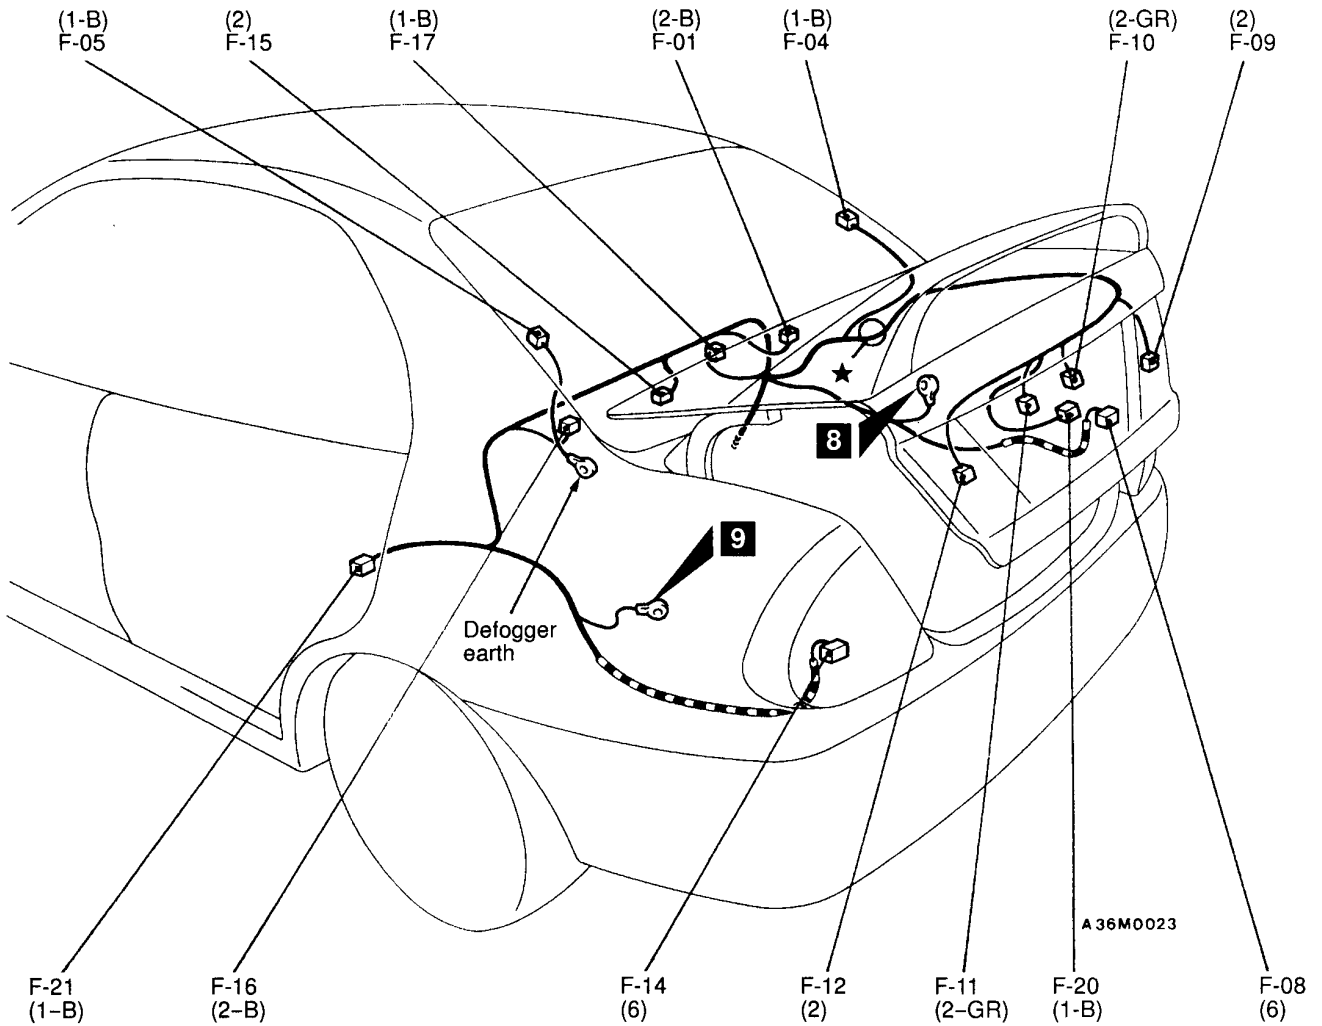 (1-B) (2) (1-B) (2-B) (1-B) (2-GR) (2)
F-05 F-15 F-17 F-01 F-04 F-10 F-09
★
8
9
Defogger
earth
A36M0023
F-21 F-16 F-14 F-12 F-11 F-20 F-08
(1-B) (2-B) (6) (2) (2-GR) (1-B) (6)